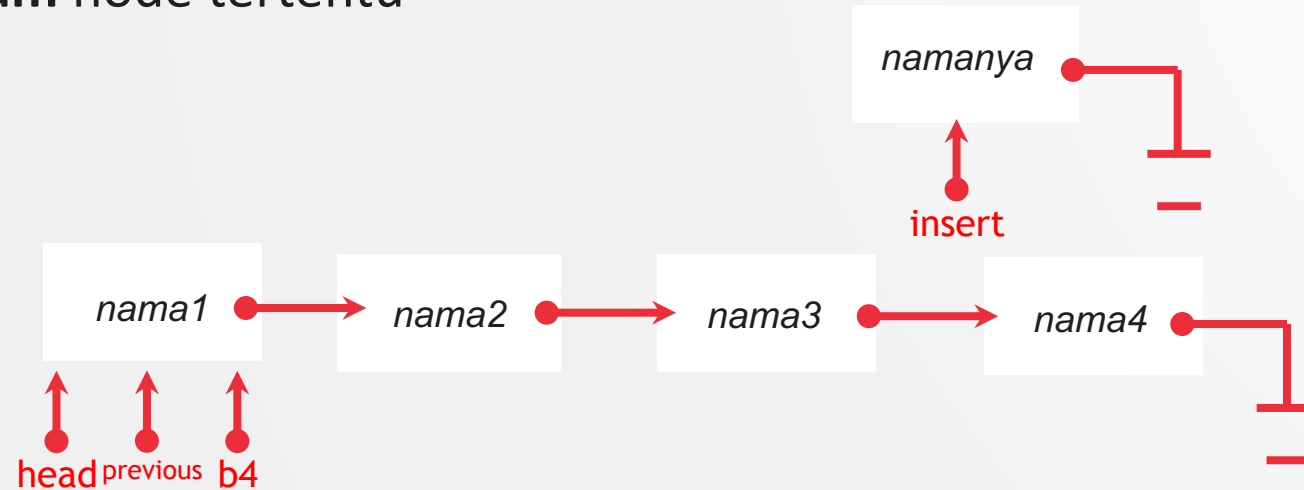 node tertentu
namanya
insert
nama1
nama2
nama3
nama4
head previous b4